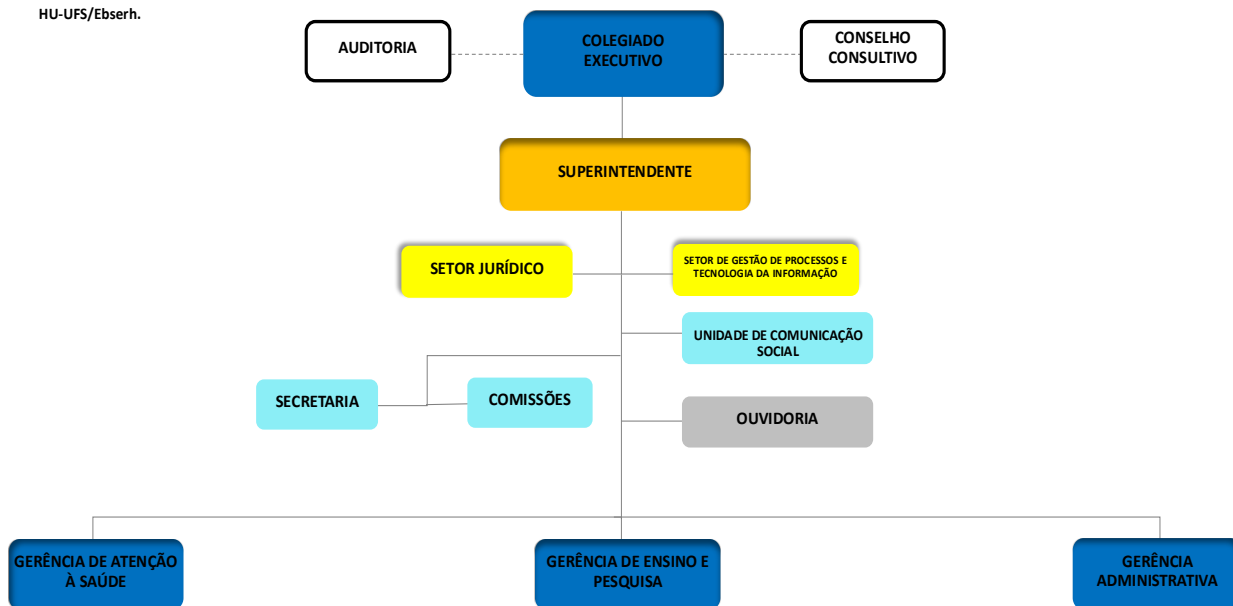 HU-UFS/Ebserh.
AUDITORIA
COLEGIADO
EXECUTIVO
CONSELHO
CONSULTIVO
SUPERINTENDENTE
SETOR JURÍDICO
SETOR DE GESTÃO DE PROCESSOS E
TECNOLOGIA DA INFORMAÇÃO
UNIDADE DE COMUNICAÇÃO
SOCIAL
SECRETARIA
COMISSÕES
OUVIDORIA
GERÊNCIA DE ATENÇÃO
À SAÚDE
GERÊNCIA DE ENSINO E
PESQUISA
GERÊNCIA
ADMINISTRATIVA